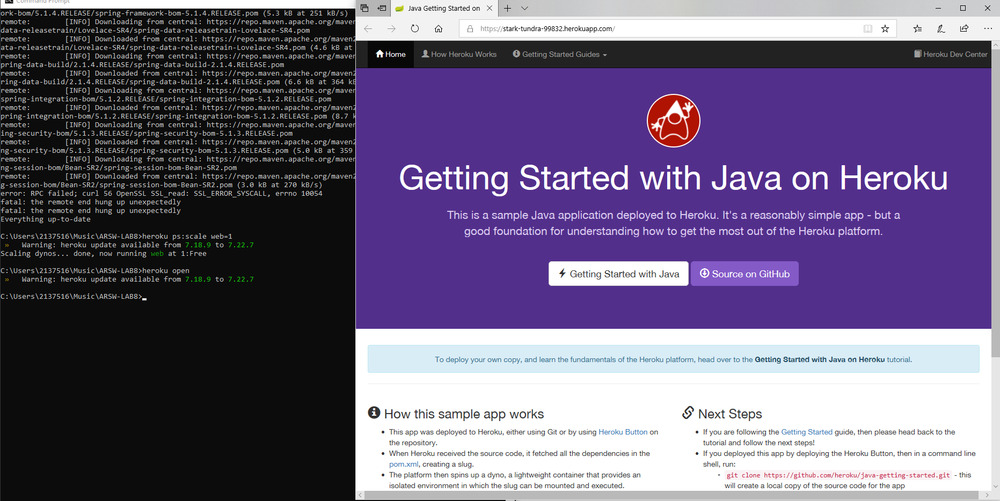 Command Prompt
ork-bom/5.1.4.RELEASE/spring-framework-bom-5.1.4.RELEASE.pom (5.3 kB at 251 kB/s)
remote:        [INFO] Downloading from central: https://repo.maven.apache.org/maven
data-releasetrain/Lovelace-SR4/spring-data-releasetrain-Lovelace-SR4.pom
remote:        [INFO] Downloaded from central: https://repo.maven.apache.org/maven2
ata-releasetrain/Lovelace-SR4/spring-data-releasetrain-Lovelace-SR4.pom (4.6 kB at
remote:        [INFO] Downloading from central: https://repo.maven.apache.org/maven
pring-data-build/2.1.4.RELEASE/spring-data-build-2.1.4.RELEASE.pom
remote:        [INFO] Downloaded from central: https://repo.maven.apache.org/maven2
ring-data-build/2.1.4.RELEASE/spring-data-build-2.1.4.RELEASE.pom (6.6 kB at 364 kB
remote:        [INFO] Downloading from central: https://repo.maven.apache.org/maven
spring-integration-bom/5.1.2.RELEASE/spring-integration-bom-5.1.2.RELEASE.pom
remote:        [INFO] Downloaded from central: https://repo.maven.apache.org/maven2
pring-integration-bom/5.1.2.RELEASE/spring-integration-bom-5.1.2.RELEASE.pom (8.7 k
remote:        [INFO] Downloading from central: https://repo.maven.apache.org/maven
ing-security-bom/5.1.3.RELEASE/spring-security-bom-5.1.3.RELEASE.pom
remote:        [INFO] Downloaded from central: https://repo.maven.apache.org/maven2
ng-security-bom/5.1.3.RELEASE/spring-security-bom-5.1.3.RELEASE.pom (5.0 kB at 359
remote:        [INFO] Downloading from central: https://repo.maven.apache.org/maven
ng-session-bom/Bean-SR2/spring-session-bom-Bean-SR2.pom
remote:        [INFO] Downloaded from central: https://repo.maven.apache.org/maven2
g-session-bom/Bean-SR2/spring-session-bom-Bean-SR2.pom (3.0 kB at 270 kB/s)
error: RPC failed; curl 56 OpenSSL SSL_read: SSL_ERROR_SYSCALL, errno 10054
fatal: the remote end hung up unexpectedly
fatal: the remote end hung up unexpectedly
Everything up-to-date
C:\Users\2137516\Music\ARSW-LAB8>heroku ps:scale web=1
»   Warning: heroku update available from 7.18.9 to 7.22.7
Scaling dynos... done, now running web at 1:Free
C:\Users\2137516\Music\ARSW-LAB8>heroku open
»   Warning: heroku update available from 7.18.9 to 7.22.7
C:\Users\2137516\Music\ARSW-LAB8>
Java Getting Started on
https://stark-tundra-99832.herokuapp.com/
Home How Heroku Works Getting Started Guides Heroku Dev Center
Getting Started with Java on Heroku
This is a sample Java application deployed to Heroku. It's a reasonably simple app - but a
good foundation for understanding how to get the most out of the Heroku platform.
Getting Started with Java Source on GitHub
To deploy your own copy, and learn the fundamentals of the Heroku platform, head over to the Getting Started with Java on Heroku tutorial.
How this sample app works
• This app was deployed to Heroku, either using Git or by using Heroku Button on
the repository.
• When Heroku received the source code, it fetched all the dependencies in the
pom.xml, creating a slug.
• The platform then spins up a dyno, a lightweight container that provides an
isolated environment in which the slug can be mounted and executed.
Next Steps
• If you are following the Getting Started guide, then please head back to the
tutorial and follow the next steps!
• If you deployed this app by deploying the Heroku Button, then in a command line
shell, run:
◦ git clone https://github.com/heroku/java-getting-started.git - this
will create a local copy of the source code for the app